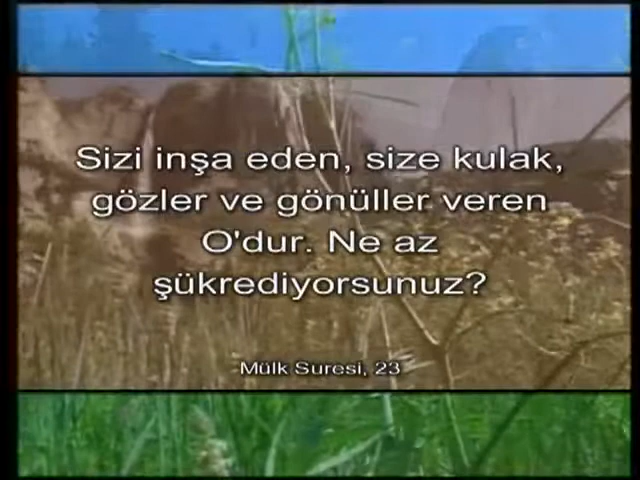 Sizi inşa eden, size kulak,
gözler ve gönüller veren
O'dur. Ne az
şükrediyorsunuz?
Mülk Suresi, 23